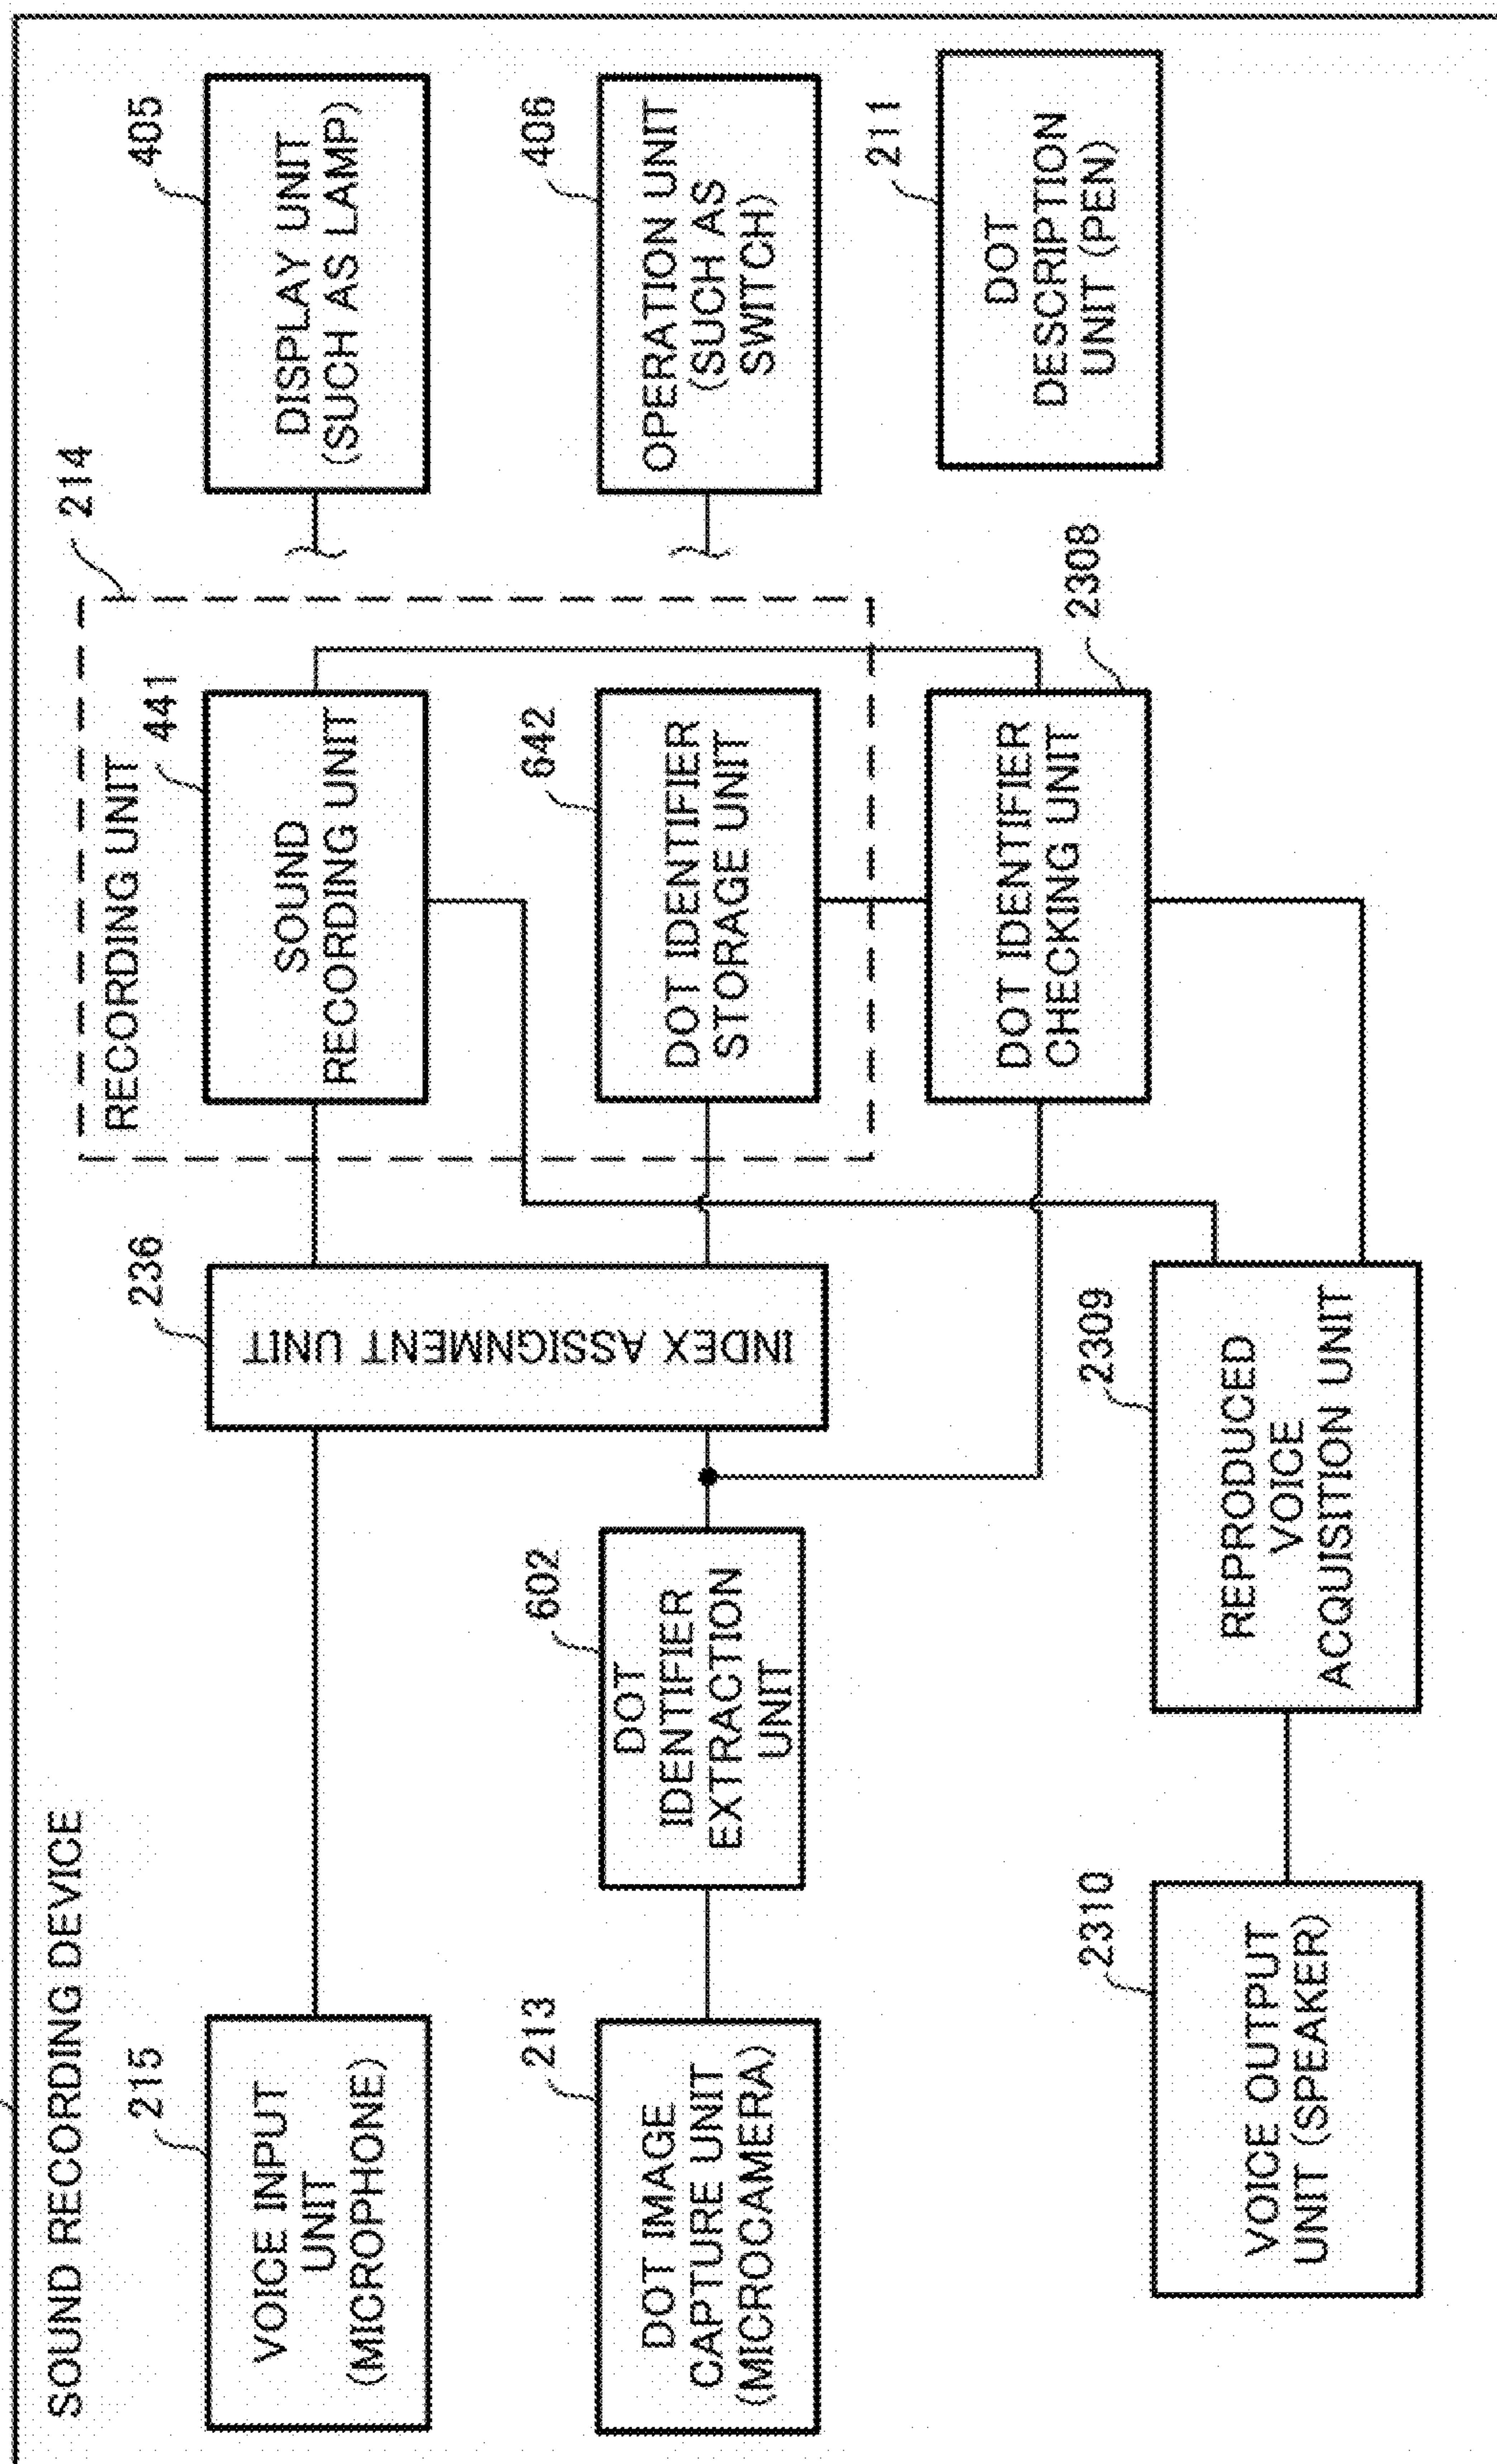 SOUND RECORDING DEVICE
215
VOICE INPUT
UNIT
(MICROPHONE)
236
INDEX ASSIGNMENT UNIT
RECORDING UNIT
214
441
SOUND
RECORDING UNIT
405
DISPLAY UNIT
(SUCH AS LAMP)
213
DOT IMAGE
CAPTURE UNIT
(MICROCAMERA)
602
DOT
IDENTIFIER
EXTRACTION
UNIT
642
DOT IDENTIFIER
STORAGE UNIT
406
OPERATION UNIT
(SUCH AS
SWITCH)
2308
DOT IDENTIFIER
CHECKING UNIT
211
DOT
DESCRIPTION
UNIT (PEN)
2310
VOICE OUTPUT
UNIT (SPEAKER)
2309
REPRODUCED
VOICE
ACQUISITION UNIT